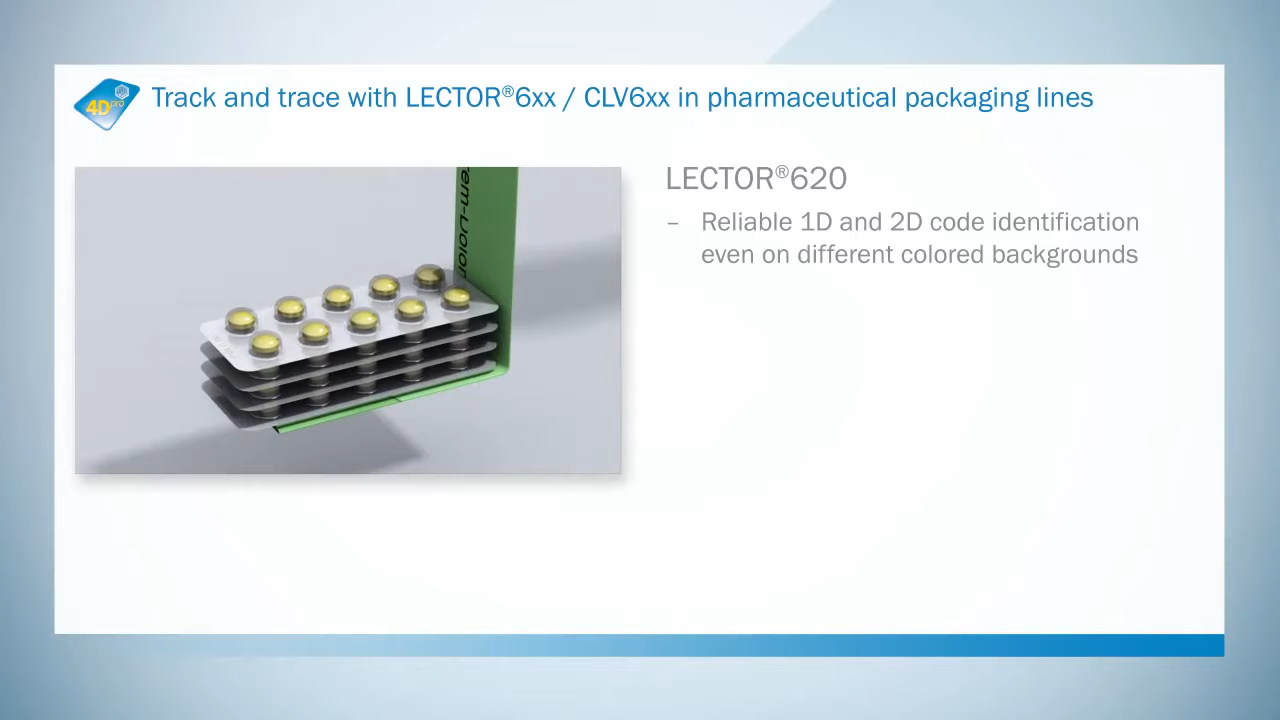 4Dpro
Track and trace with LECTOR®6xx / CLV6xx in pharmaceutical packaging lines
LECTOR®620
– Reliable 1D and 2D code identification
even on different colored backgrounds